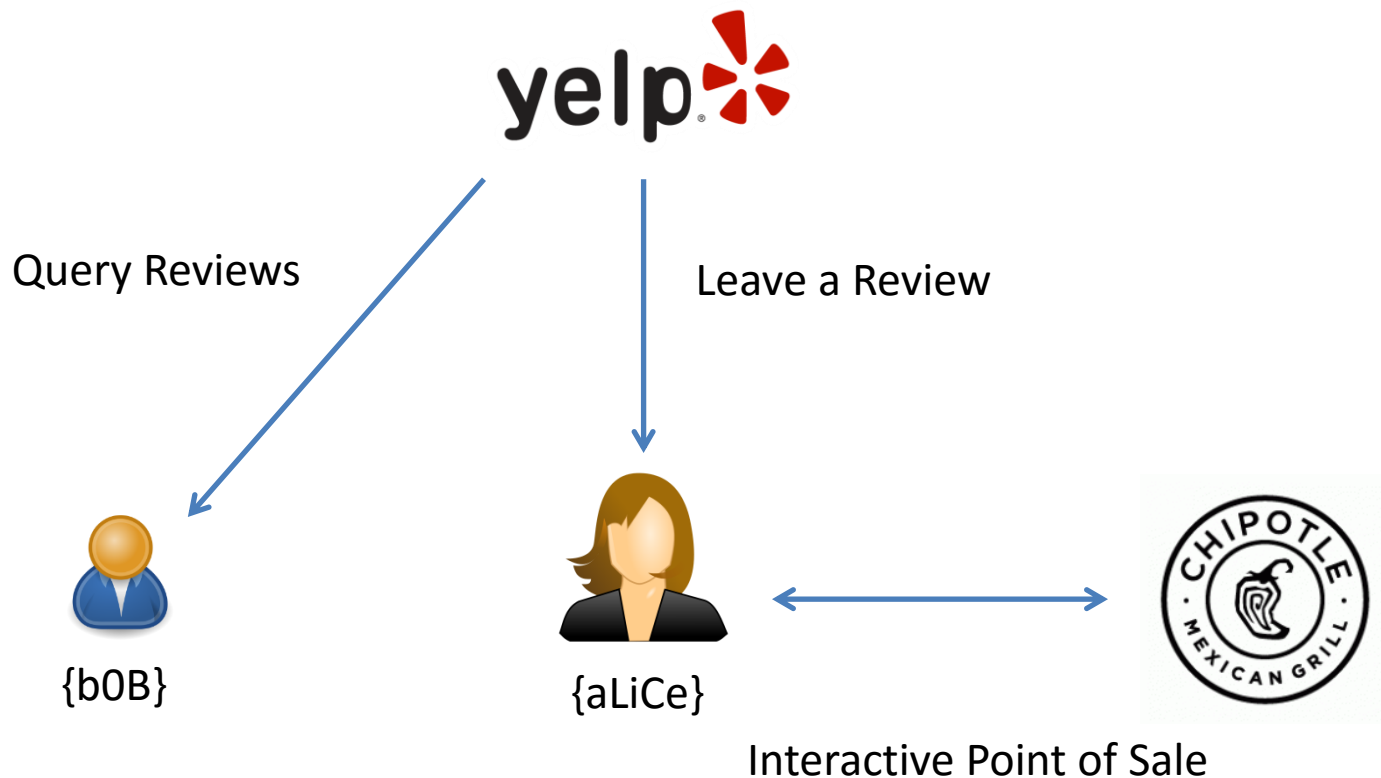 yelp®
Query Reviews
Leave a Review
CHIPOTLE
· MEXICAN GRILL ·
{b0B}
{aLiCe}
Interactive Point of Sale